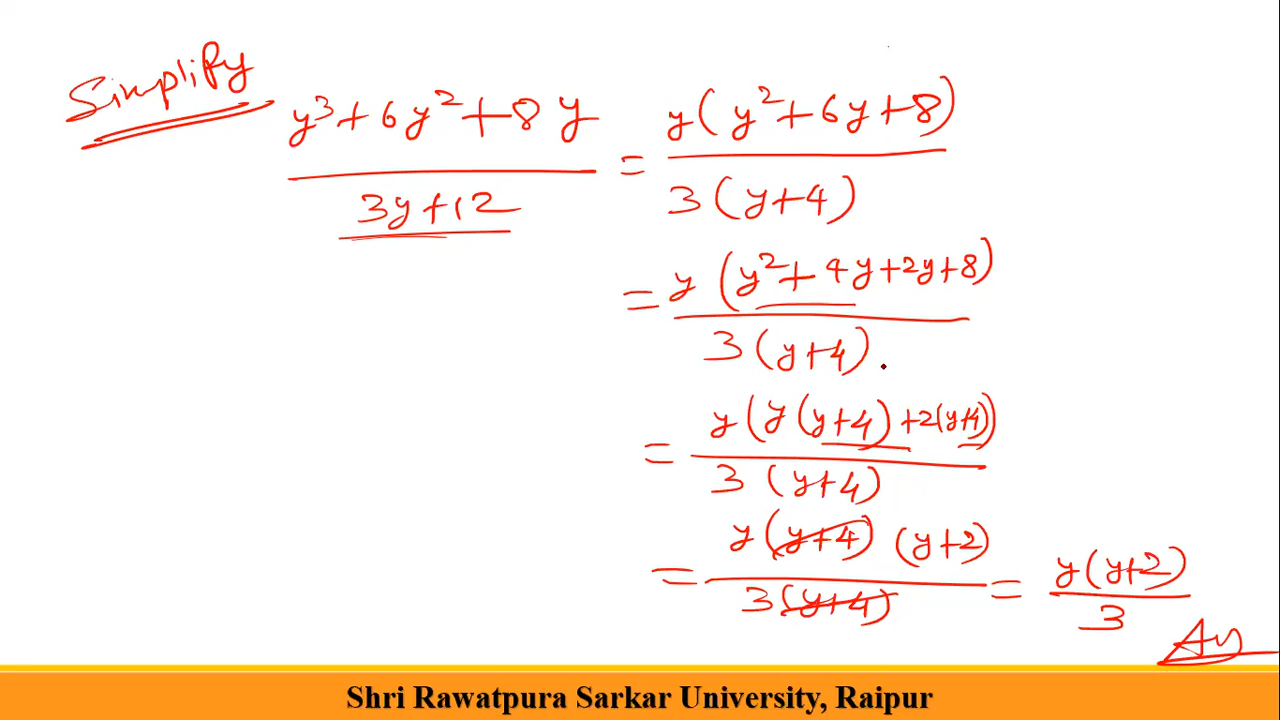 Simplify
y³ + 6y² + 8y / 3y + 12 = y(y² + 6y + 8) / 3(y + 4)
= y(y² + 4y + 2y + 8) / 3(y + 4)
= y(y(y + 4) + 2(y + 4)) / 3(y + 4)
= y(y + 4)(y + 2) / 3(y + 4) = y(y + 2) / 3
Ans
Shri Rawatpura Sarkar University, Raipur